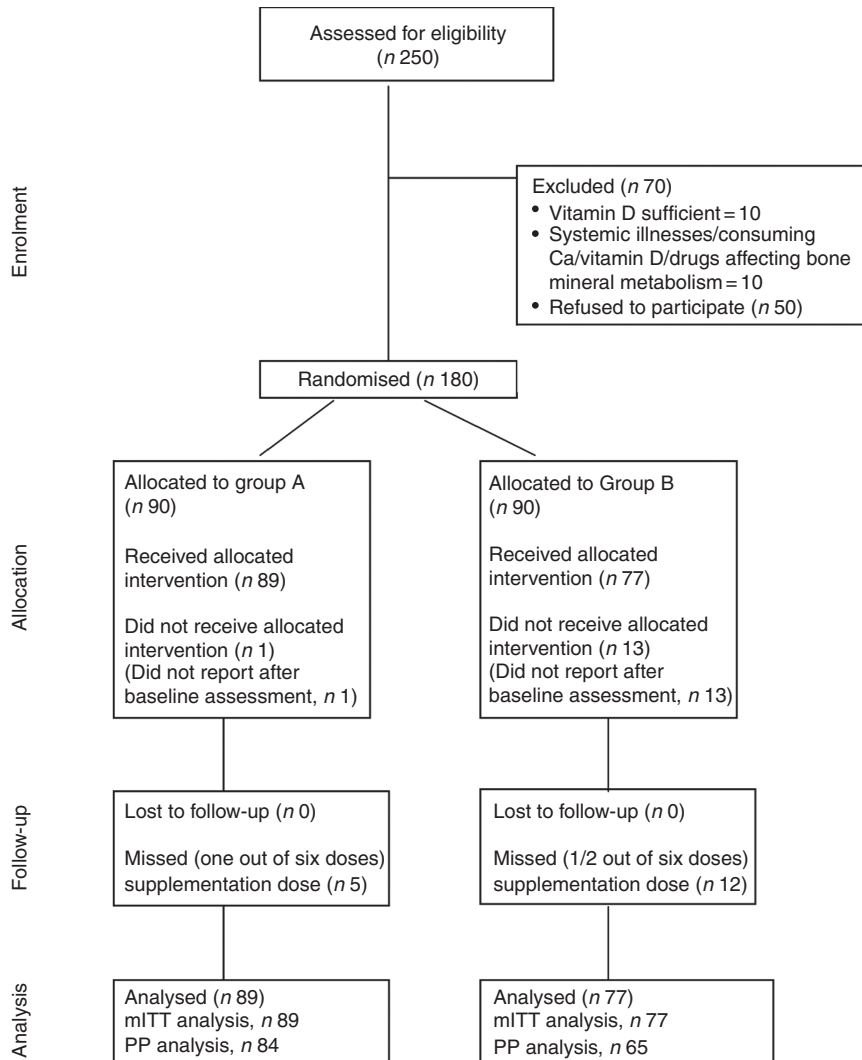 Assessed for eligibility
(n 250)
Enrolment
Excluded (n 70)
• Vitamin D sufficient = 10
• Systemic illnesses/consuming
Ca/vitamin D/drugs affecting bone
mineral metabolism = 10
• Refused to participate (n 50)
Randomised (n 180)
Allocation
Allocated to group A
(n 90)
Received allocated
intervention (n 89)
Did not receive allocated
intervention (n 1)
(Did not report after
baseline assessment, n 1)
Allocated to Group B
(n 90)
Received allocated
intervention (n 77)
Did not receive allocated
intervention (n 13)
(Did not report after
baseline assessment, n 13)
Follow-up
Lost to follow-up (n 0)
Missed (one out of six doses)
supplementation dose (n 5)
Lost to follow-up (n 0)
Missed (1/2 out of six doses)
supplementation dose (n 12)
Analysis
Analysed (n 89)
mITT analysis, n 89
PP analysis, n 84
Analysed (n 77)
mITT analysis, n 77
PP analysis, n 65